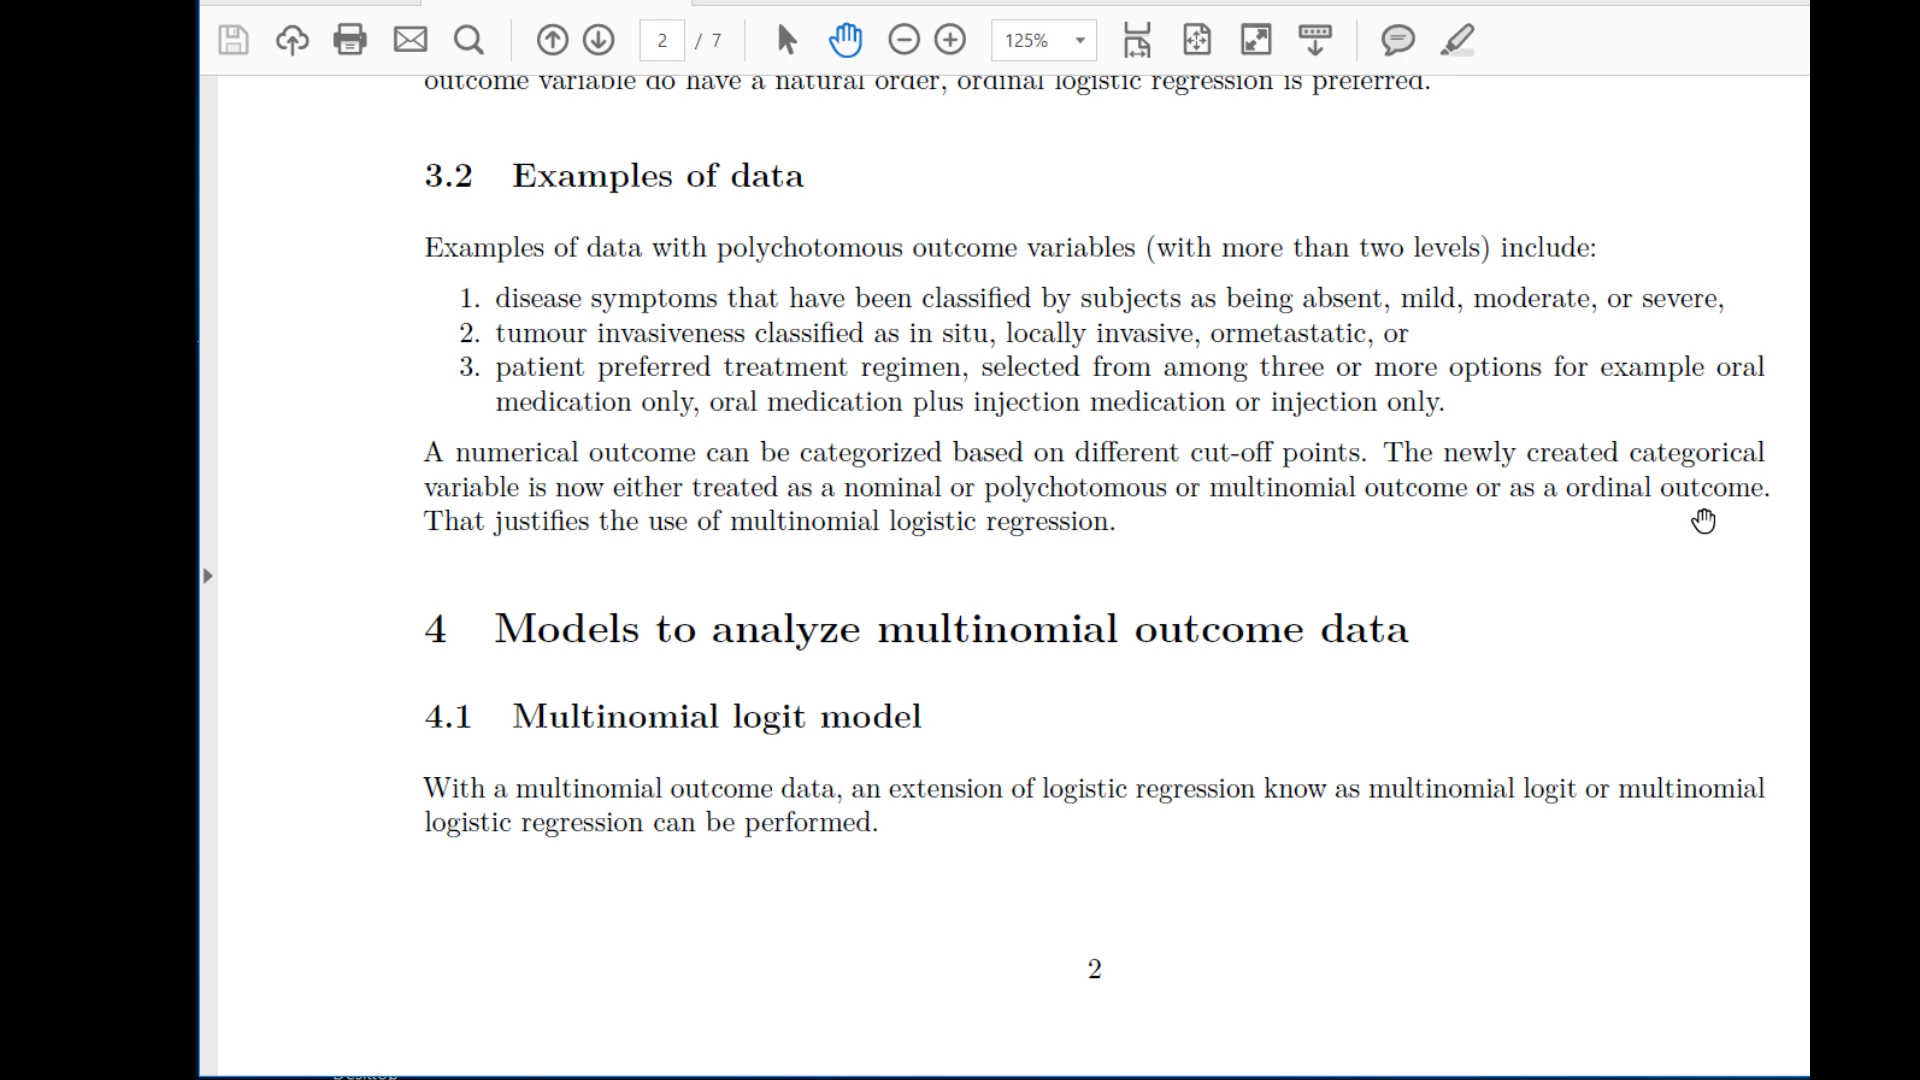 2 / 7 125%
outcome variable do have a natural order, ordinal logistic regression is preferred.
3.2 Examples of data
Examples of data with polychotomous outcome variables (with more than two levels) include:
1. disease symptoms that have been classified by subjects as being absent, mild, moderate, or severe,
2. tumour invasiveness classified as in situ, locally invasive, ormetastatic, or
3. patient preferred treatment regimen, selected from among three or more options for example oral
medication only, oral medication plus injection medication or injection only.
A numerical outcome can be categorized based on different cut-off points. The newly created categorical
variable is now either treated as a nominal or polychotomous or multinomial outcome or as a ordinal outcome.
That justifies the use of multinomial logistic regression.
4 Models to analyze multinomial outcome data
4.1 Multinomial logit model
With a multinomial outcome data, an extension of logistic regression know as multinomial logit or multinomial
logistic regression can be performed.
2
Desktop